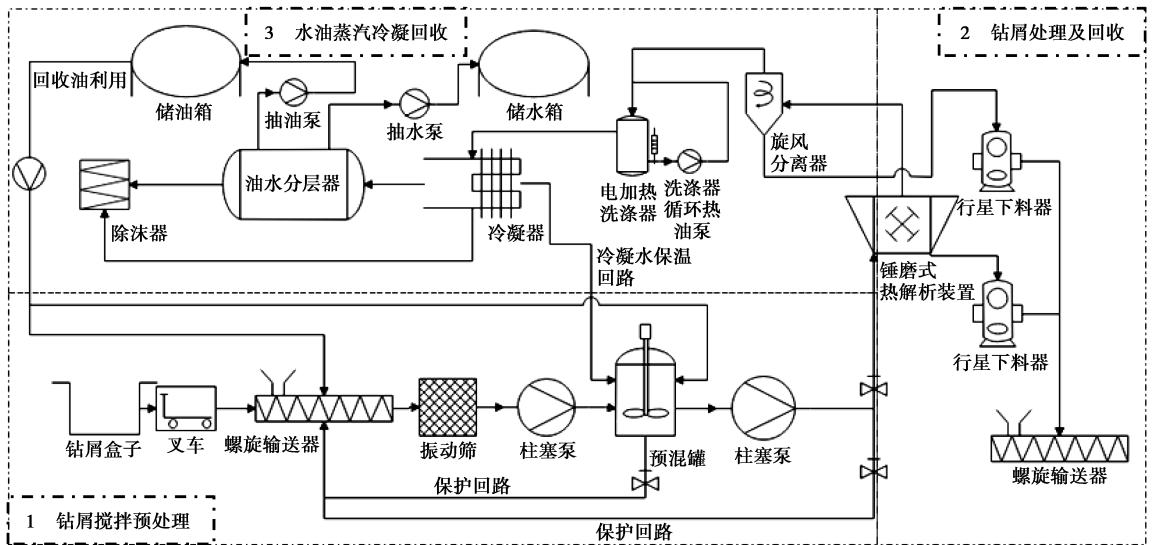 3 水油蒸汽冷凝回收
2 钻屑处理及回收
回收油利用
储油箱
抽油泵
抽水泵
储水箱
旋风
分离器
油水分层器
电加热
洗涤器
洗涤器
循环热
油泵
行星下料器
除沫器
冷凝器
冷凝水保温
回路
锤磨式
热解析装置
行星下料器
钻屑盒子
叉车
螺旋输送器
振动筛
柱塞泵
预混罐
柱塞泵
螺旋输送器
保护回路
1 钻屑搅拌预处理
保护回路